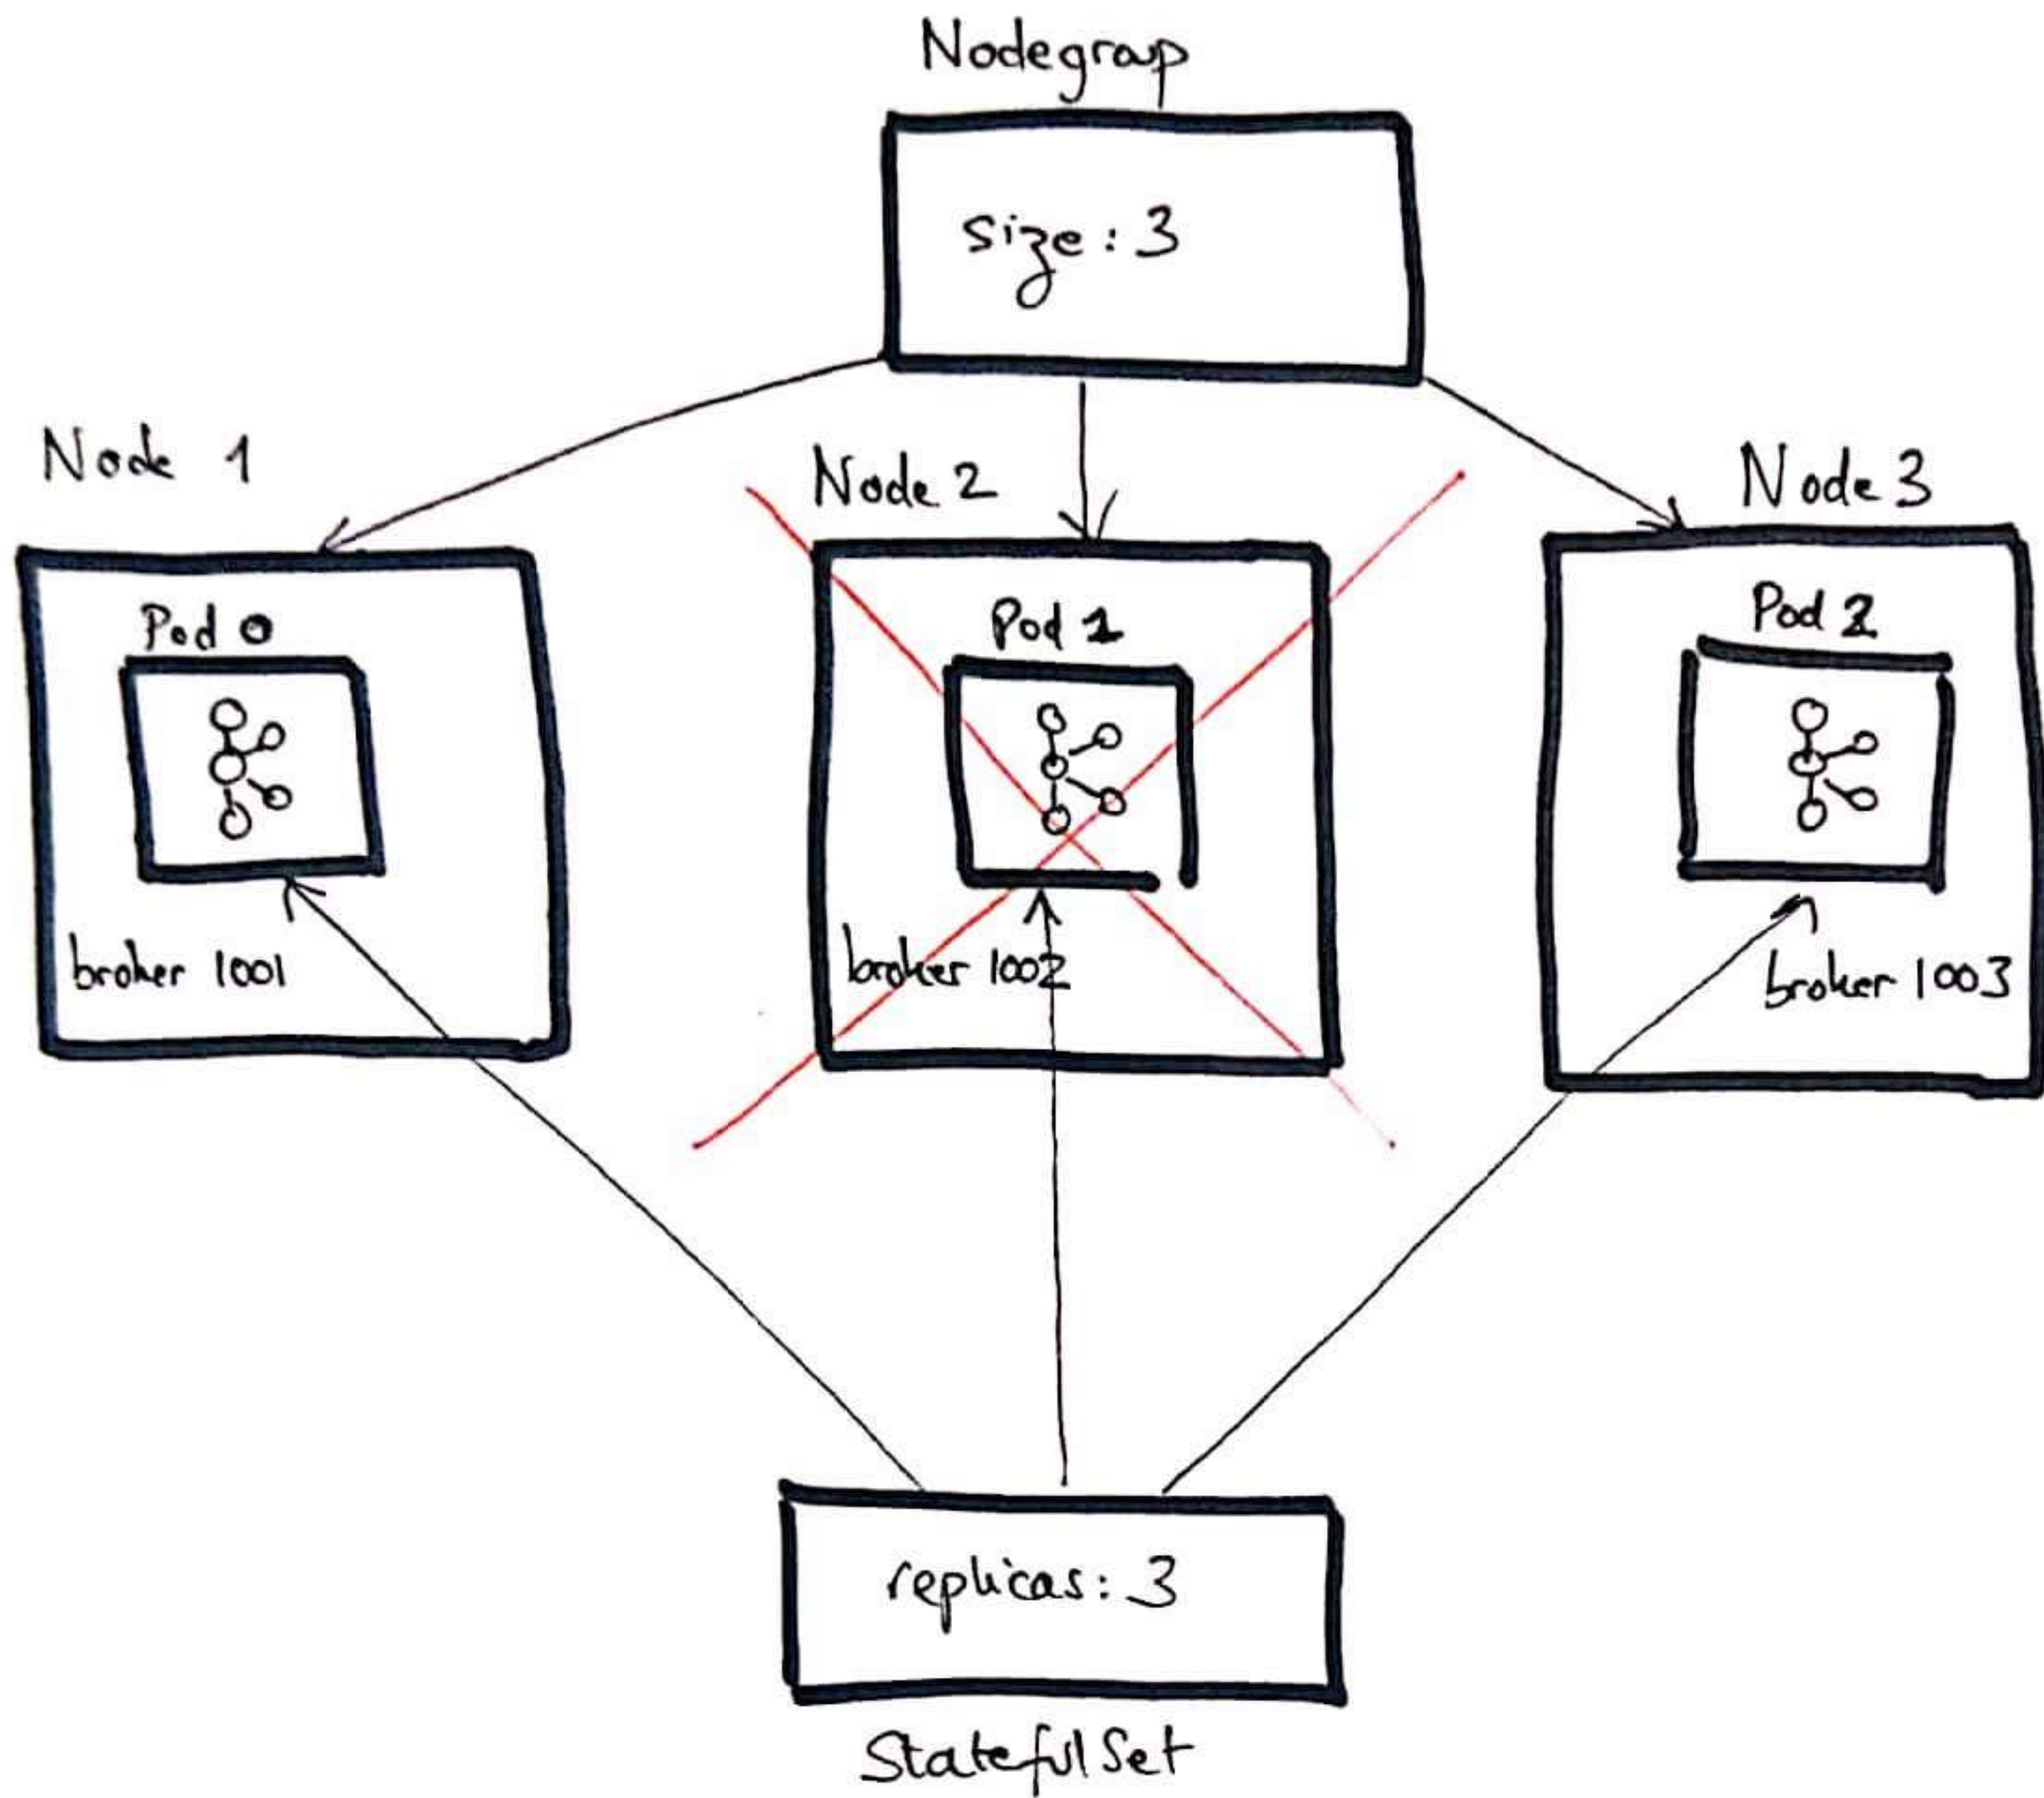 Nodegroup
size: 3
Node 1
Node 2
Node 3
Pod 0
Pod 1
Pod 2
broker 1001
broker 1002
broker 1003
replicas: 3
StatefulSet